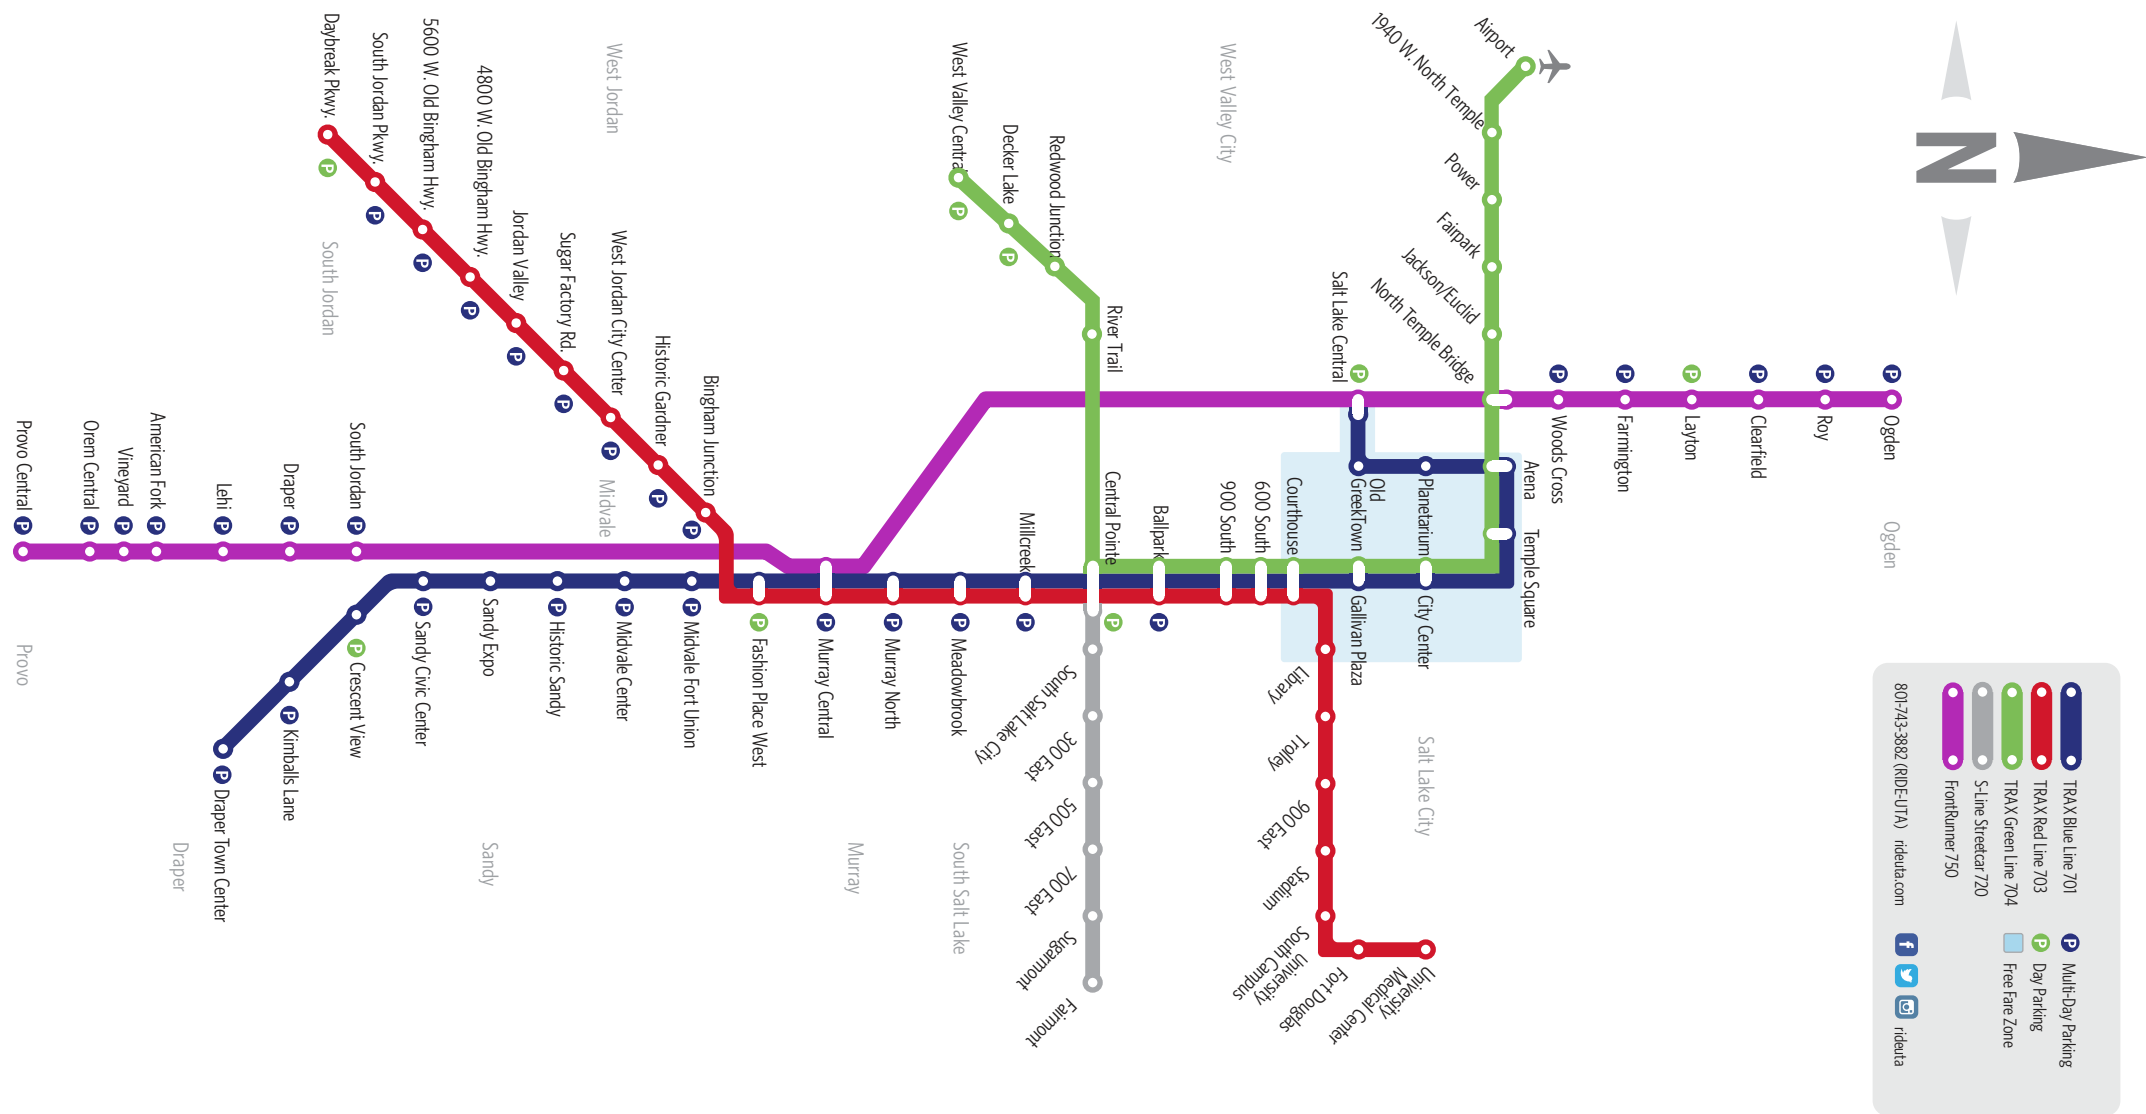 Airport
1940 W. North Temple
Power
Fairpark
Jackson/Euclid
North Temple Bridge
Arena
Temple Square
City Center
Gallivan Plaza
Planetarium
Old
GreekTown
Salt Lake Central
Courthouse
600 South
900 South
Ballpark
Central Pointe
River Trail
Redwood Junction
Decker Lake
West Valley Central
Ogden
Roy
Clearfield
Layton
Farmington
Woods Cross
Library
Trolley
900 East
Stadium
University
South Campus
Fort Douglas
University
Medical Center
South Salt Lake City
300 East
500 East
700 East
Sugarmont
Fairmont
Millcreek
Meadowbrook
Murray North
Murray Central
Fashion Place West
Bingham Junction
Historic Gardner
West Jordan City Center
Sugar Factory Rd.
Jordan Valley
4800 W. Old Bingham Hwy.
5600 W. Old Bingham Hwy.
South Jordan Pkwy.
Daybreak Pkwy.
Midvale Fort Union
Midvale Center
Historic Sandy
Sandy Expo
Sandy Civic Center
Crescent View
Kimballs Lane
Draper Town Center
South Jordan
Draper
Lehi
American Fork
Vineyard
Orem Central
Provo Central
Ogden
Salt Lake City
West Valley City
South Salt Lake
Murray
West Jordan
Midvale
Sandy
South Jordan
Draper
Provo
N
TRAX Blue Line 701
TRAX Red Line 703
TRAX Green Line 704
S-Line Streetcar 720
FrontRunner 750
P Multi-Day Parking
P Day Parking
Free Fare Zone
801-743-3882 (RIDE-UTA) rideuta.com
rideuta